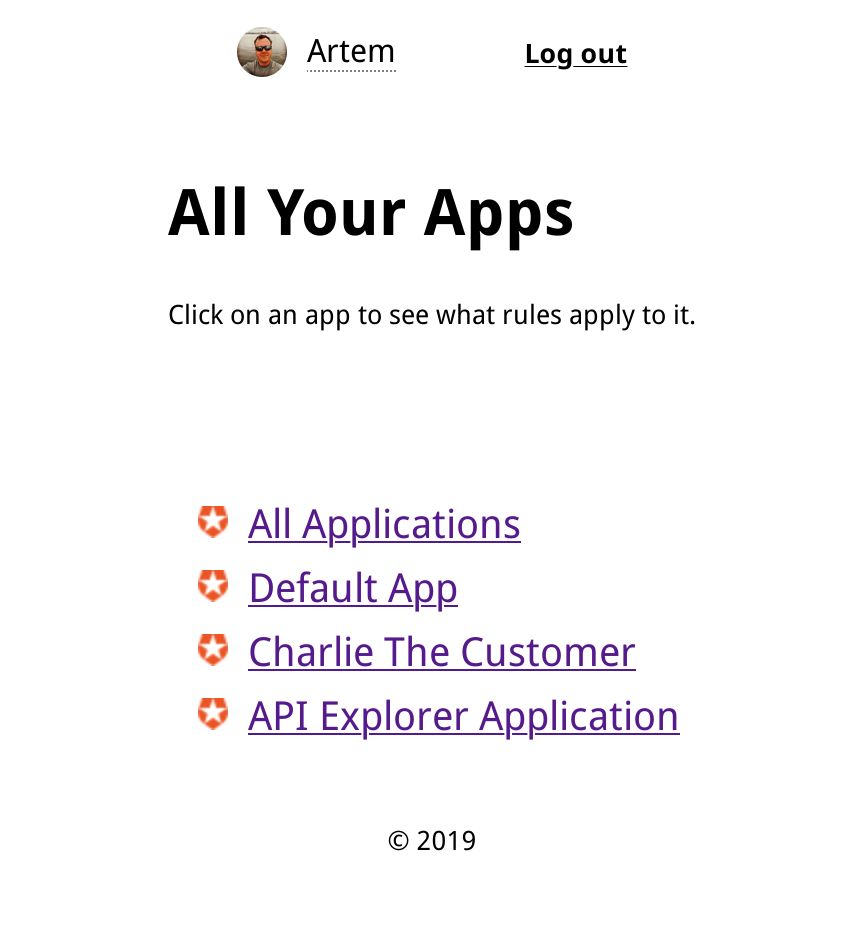 Artem
Log out
All Your Apps
Click on an app to see what rules apply to it.
All Applications
Default App
Charlie The Customer
API Explorer Application
© 2019